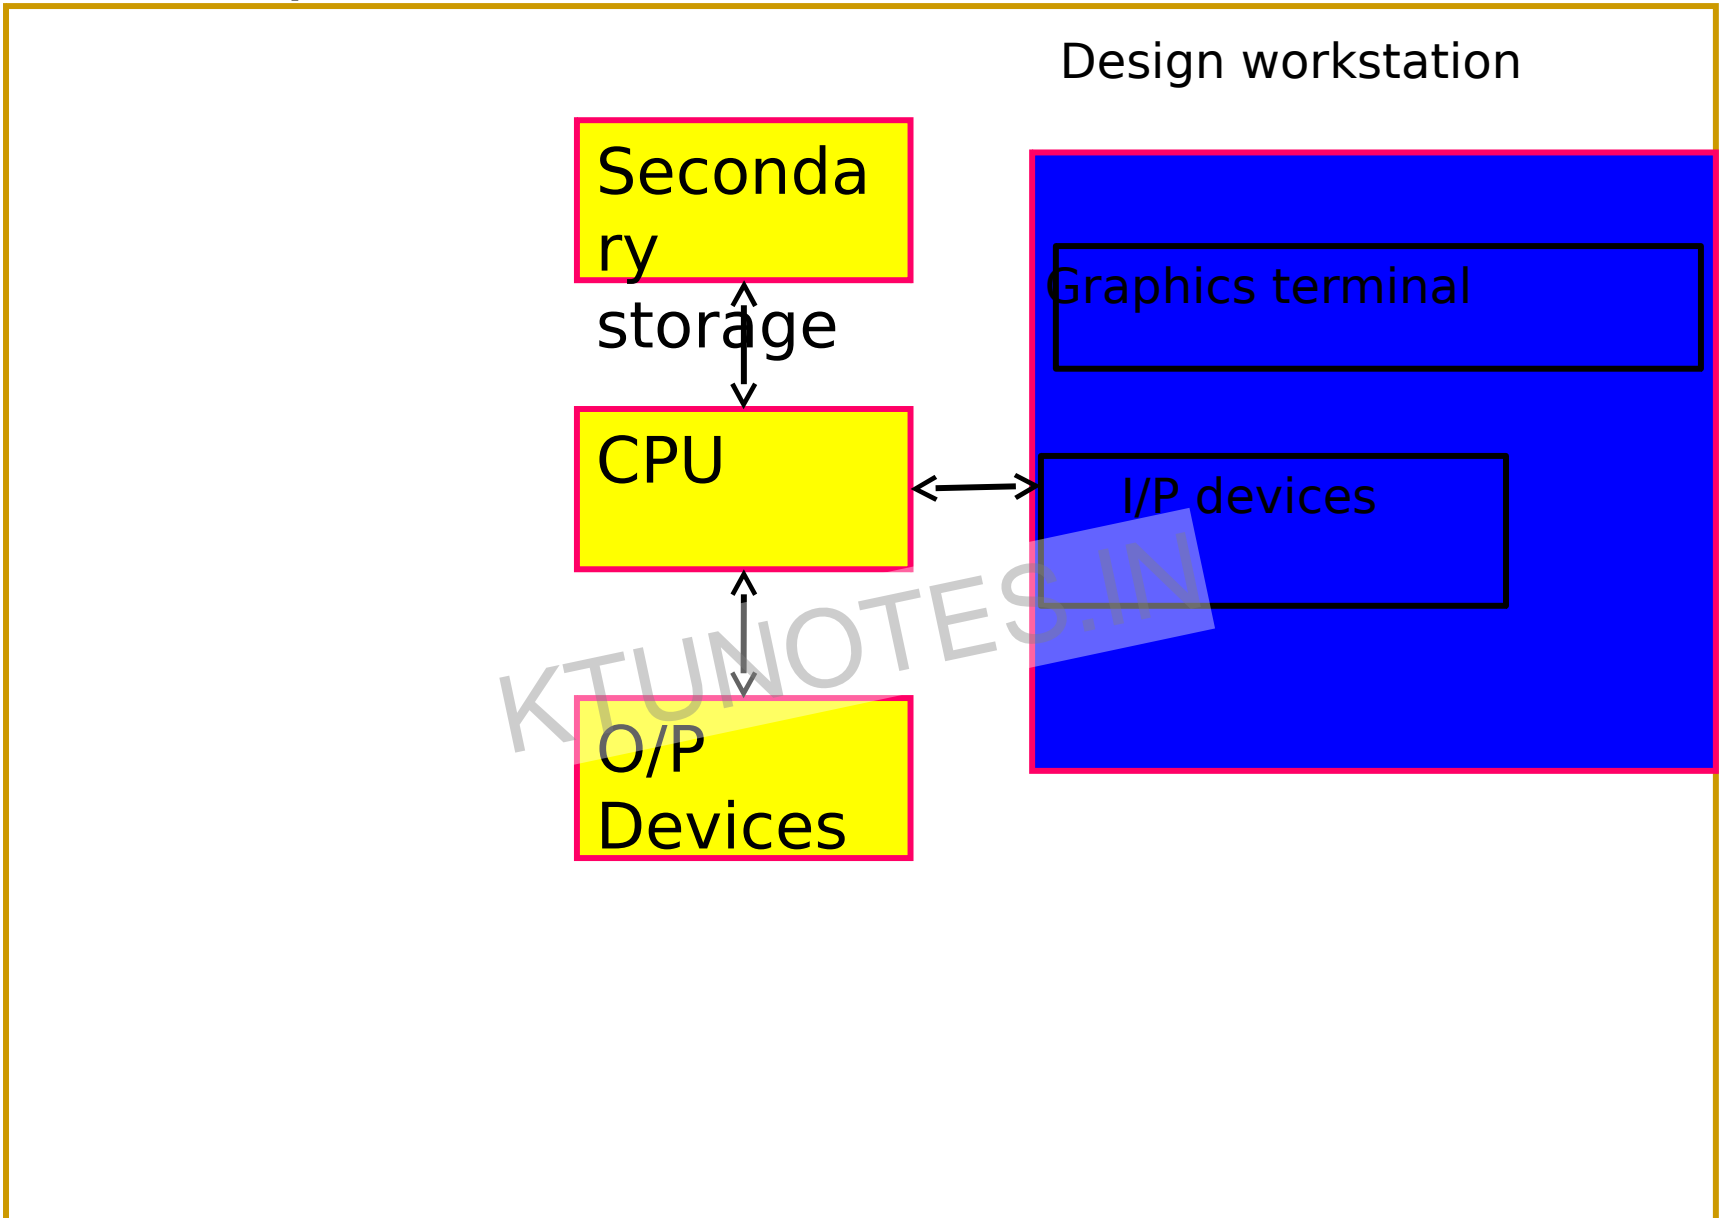 Design workstation
Seconda
ry
storage
Graphics terminal
CPU
I/P devices
KTUNOTES.IN
O/P
Devices